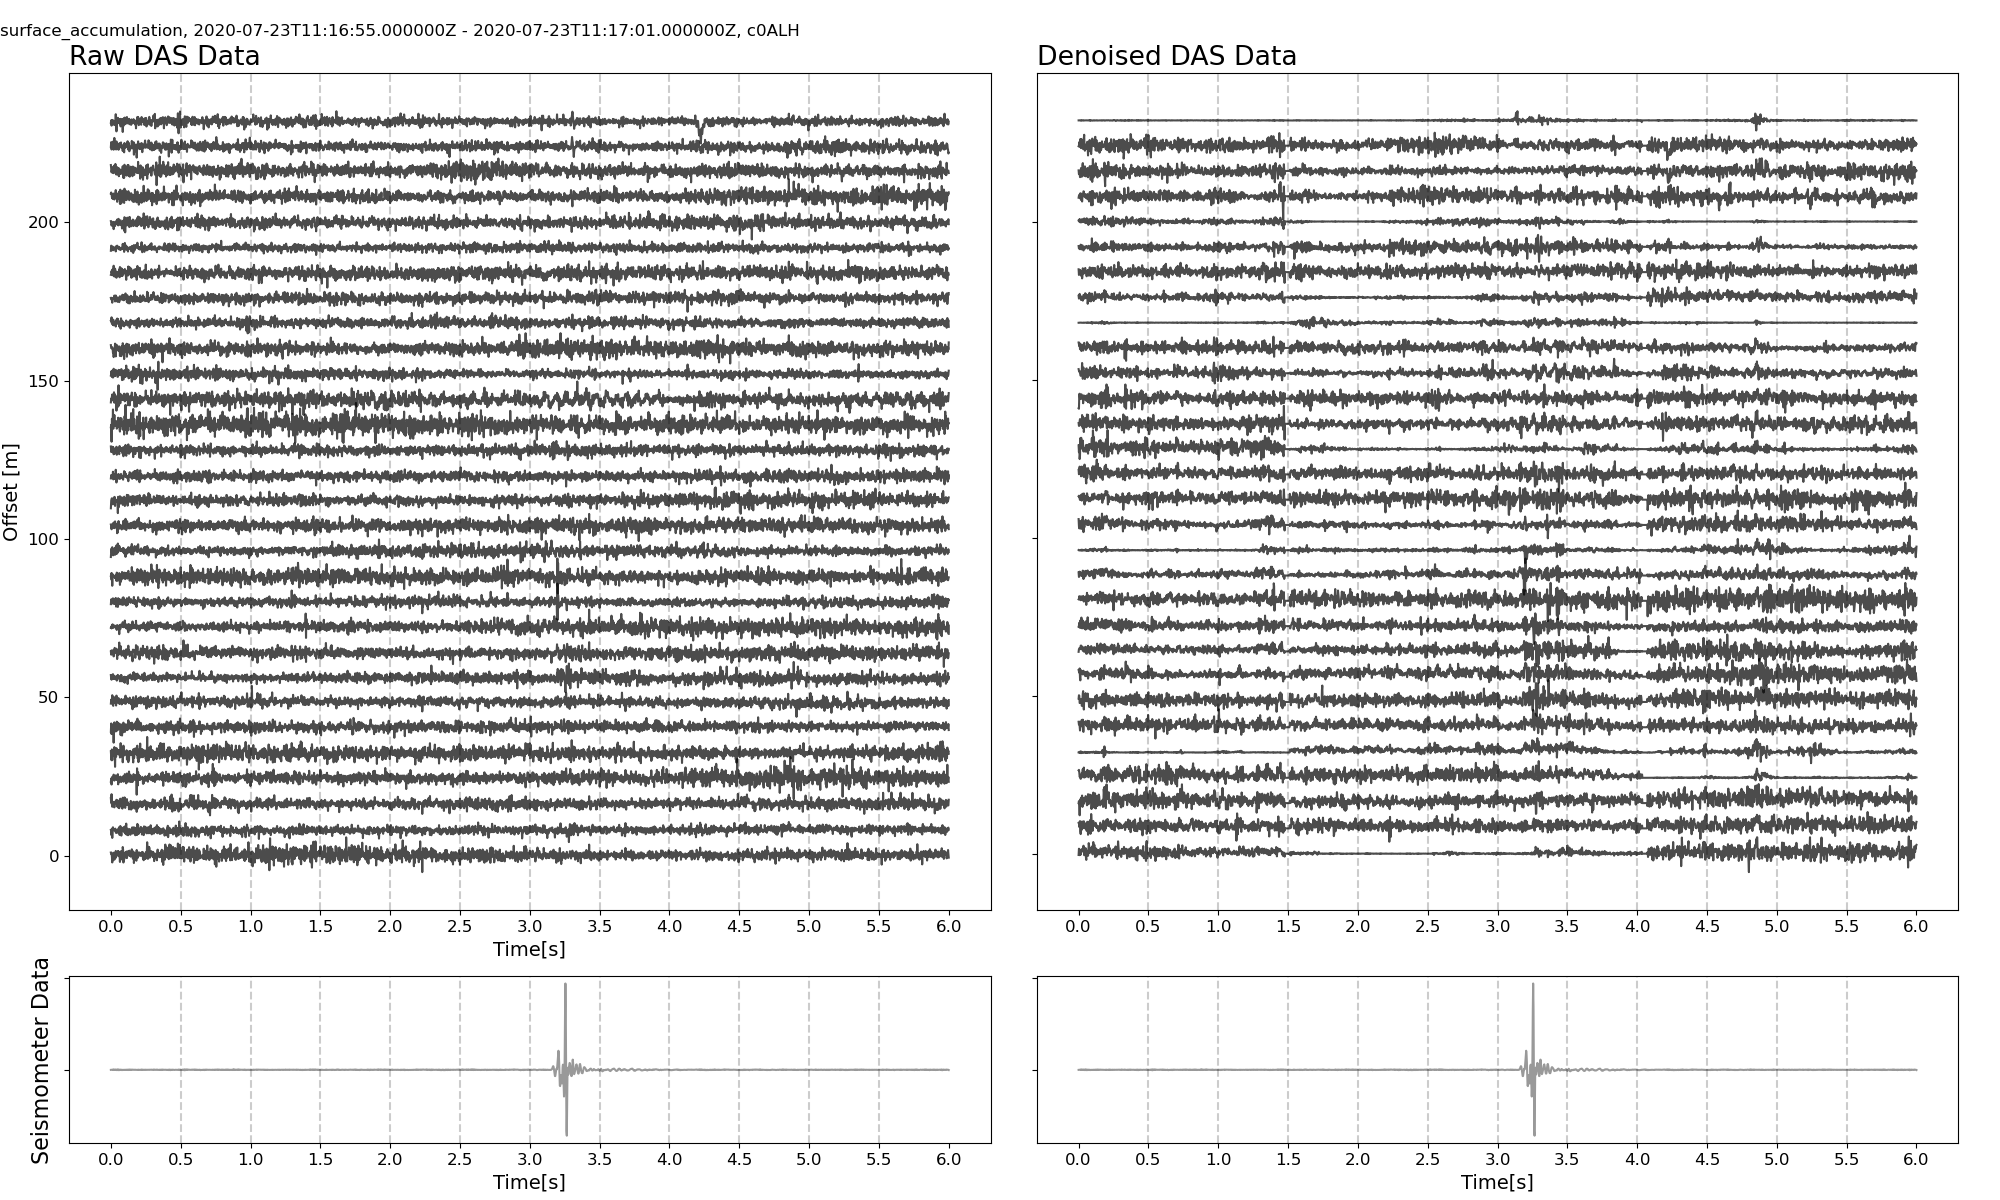 surface_accumulation, 2020-07-23T11:16:55.000000Z - 2020-07-23T11:17:01.000000Z, c0ALH
Raw DAS Data
Denoised DAS Data
Offset [m]
200
150
100
50
0
0.0 0.5 1.0 1.5 2.0 2.5 3.0 3.5 4.0 4.5 5.0 5.5 6.0
Time[s]
0.0 0.5 1.0 1.5 2.0 2.5 3.0 3.5 4.0 4.5 5.0 5.5 6.0
Seismometer Data
0.0 0.5 1.0 1.5 2.0 2.5 3.0 3.5 4.0 4.5 5.0 5.5 6.0
Time[s]
0.0 0.5 1.0 1.5 2.0 2.5 3.0 3.5 4.0 4.5 5.0 5.5 6.0
Time[s]